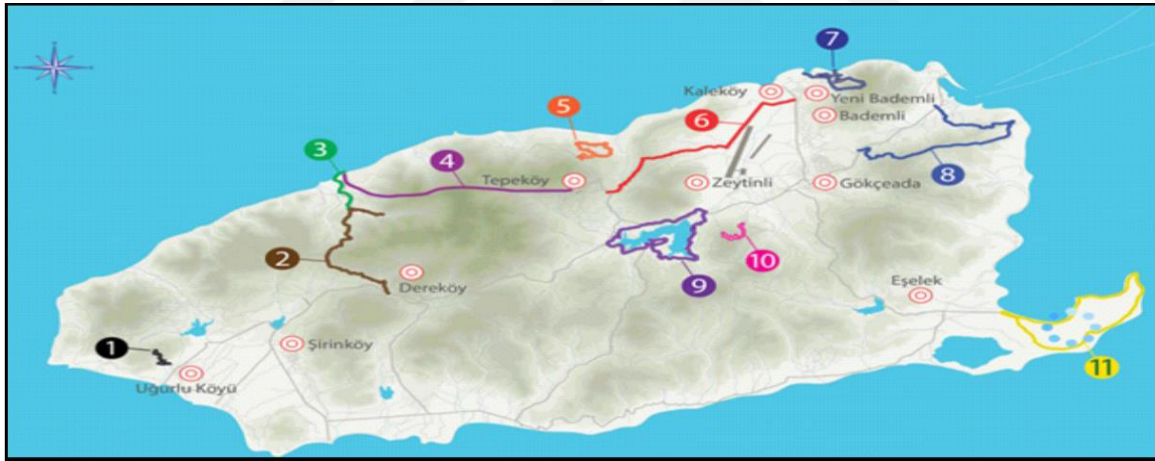 7
Kaleköy
Yeni Bademli
5
Bademli
6
3
4
Tepeköy
Zeytinli
Gökçeada
8
2
Dereköy
10
9
Eşelek
1
Şirinköy
11
Uğurlu Köyü